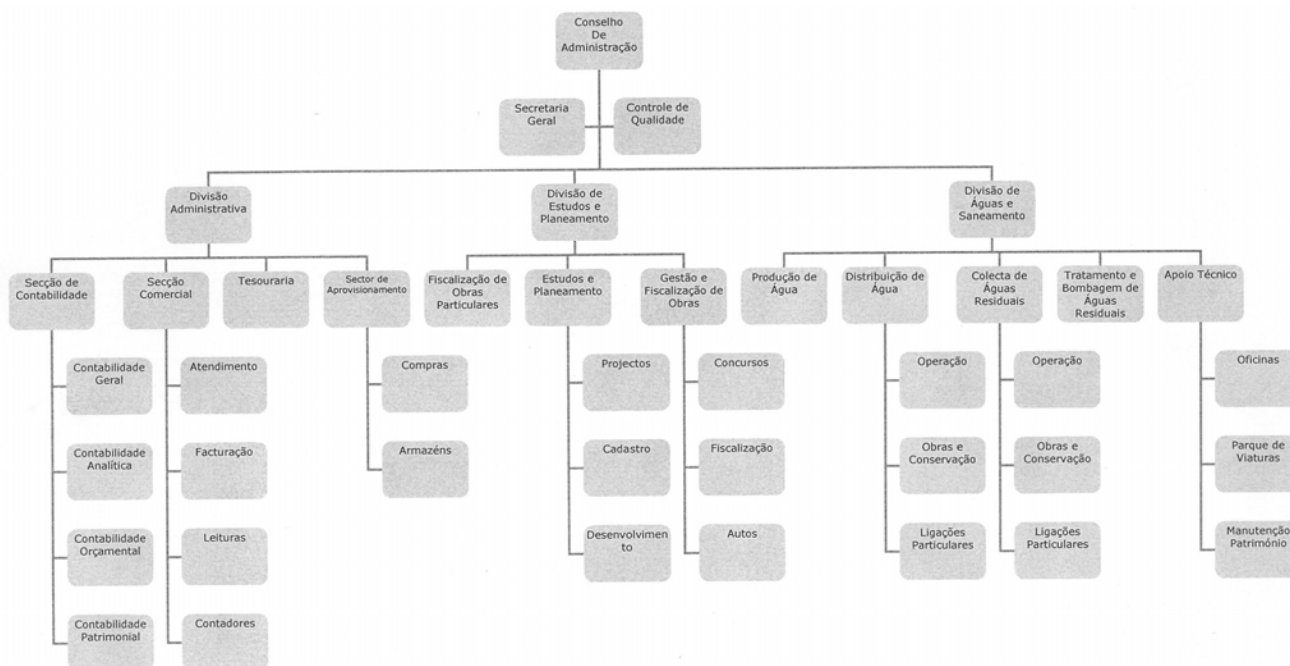 Conselho
De
Administração
Secretaria
Geral
Controle de
Qualidade
Divisão
Administrativa
Divisão de
Estudos e
Planeamento
Divisão de
Águas e
Saneamento
Secção de
Contabilidade
Secção
Comercial
Tesouraria
Sector de
Aprovisionamento
Fiscalização de
Obras
Particulares
Estudos e
Planeamento
Gestão e
Fiscalização de
Obras
Produção de
Água
Distribuição de
Água
Colecta de
Águas
Residuais
Tratamento e
Bombagem de
Águas
Residuais
Apoio Técnico
Contabilidade
Geral
Atendimento
Compras
Projectos
Concursos
Operação
Operação
Oficinas
Contabilidade
Analítica
Facturação
Armazéns
Cadastro
Fiscalização
Obras e
Conservação
Obras e
Conservação
Parque de
Viaturas
Contabilidade
Orçamental
Leituras
Desenvolvimen
to
Autos
Ligações
Particulares
Ligações
Particulares
Manutenção
Património
Contabilidade
Patrimonial
Contadores